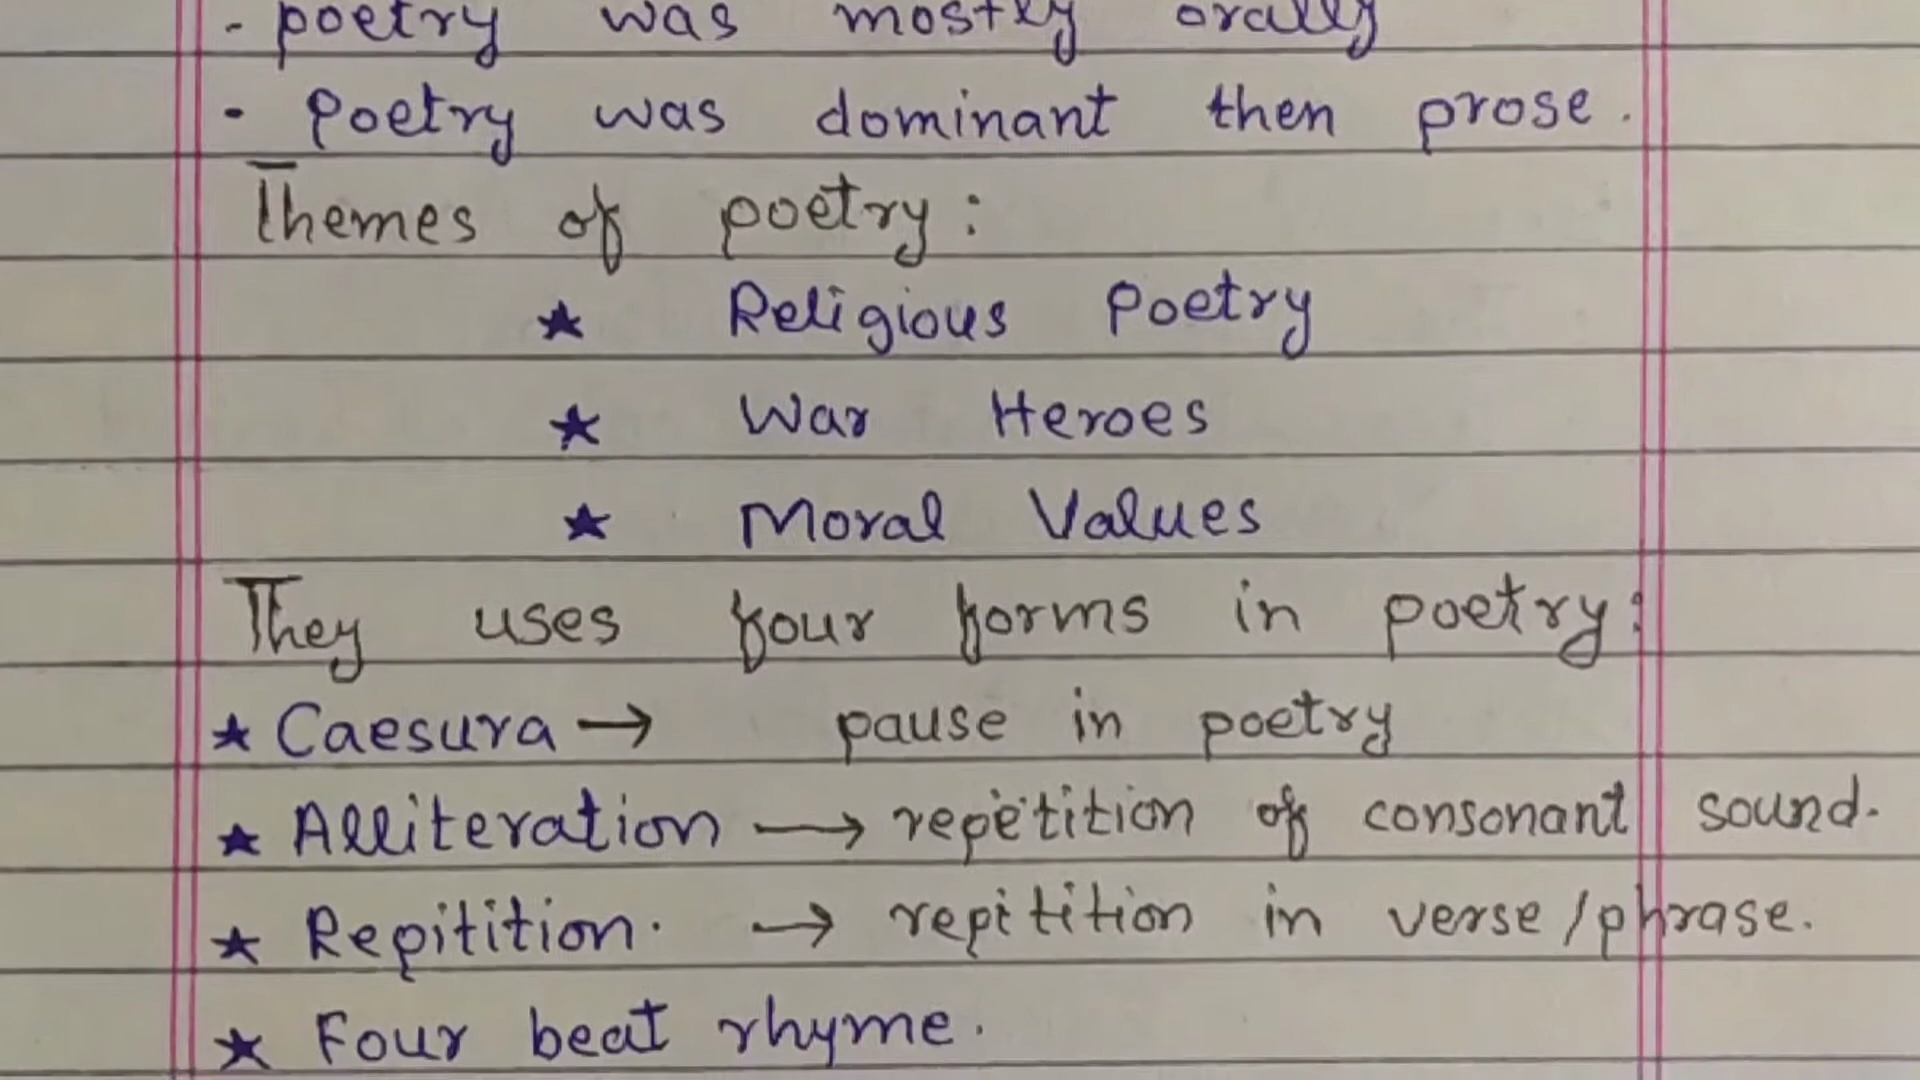 - poetry was mostly orally
- Poetry was dominant then prose.
Themes of poetry:
★ Religious Poetry
★ War Heroes
★ Moral Values
They uses four forms in poetry:
★ Caesura → pause in poetry
★ Alliteration → repetition of consonant sound.
★ Repitition. → repitition in verse/phrase.
★ Four beat rhyme.